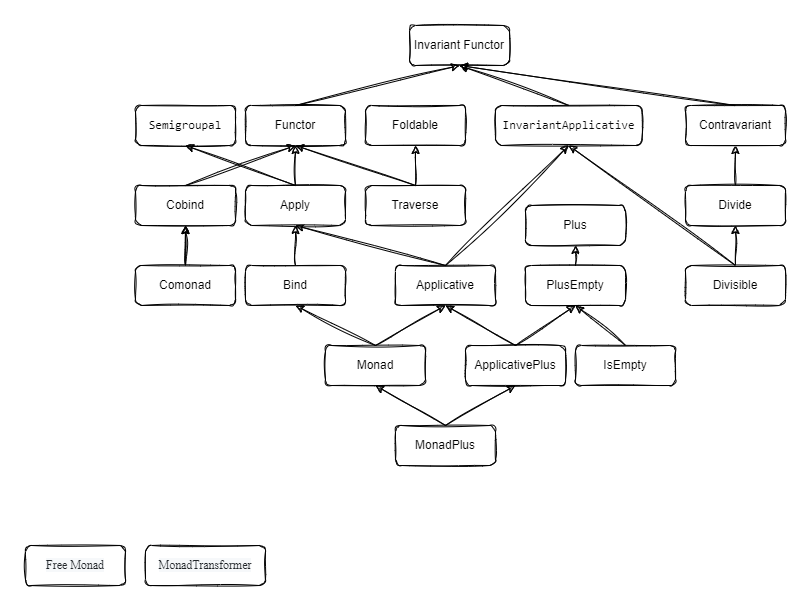 Invariant Functor
Semigroupal
Functor
Foldable
InvariantApplicative
Contravariant
Cobind
Apply
Traverse
Divide
Plus
Comonad
Bind
Applicative
PlusEmpty
Divisible
Monad
ApplicativePlus
IsEmpty
MonadPlus
Free Monad
MonadTransformer